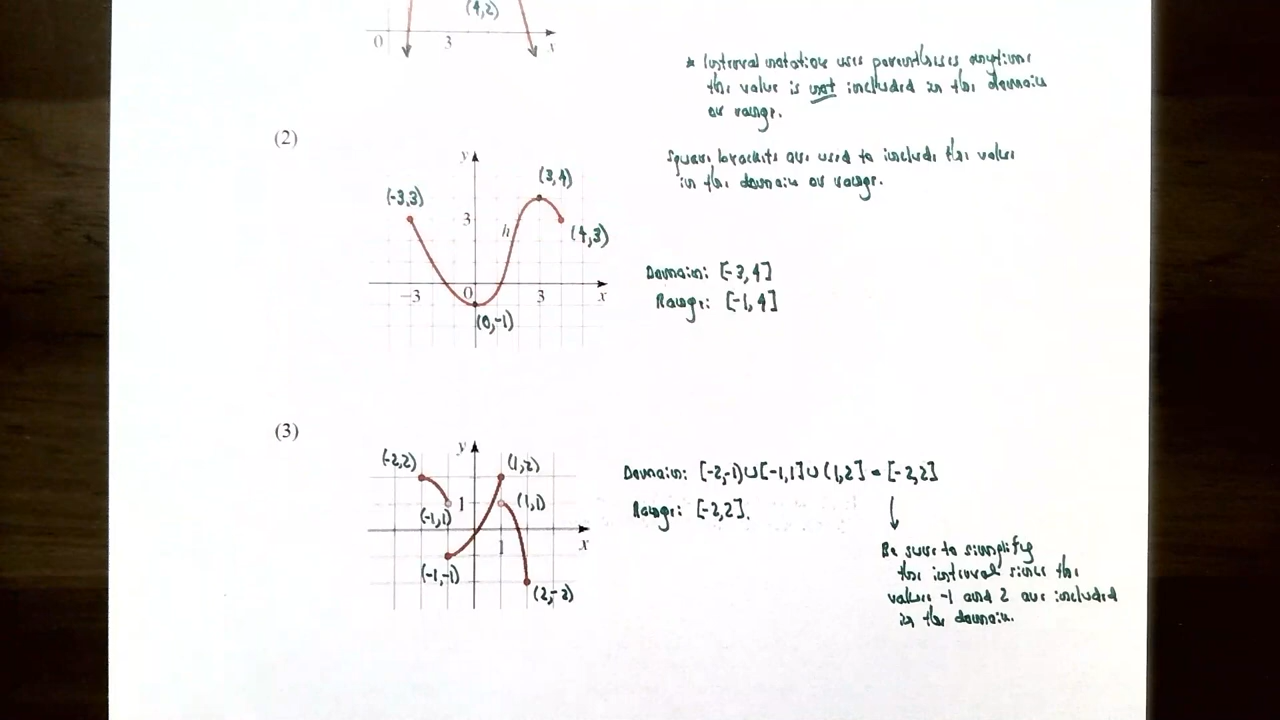 (4,2)
0 3 x
* Interval notation uses parentheses anytime
the value is not included in the domain
or range.
(2)
Square brackets are used to include the value
in the domain or range.
y
(3,4)
(-3,3)
3
h
(4,3)
Domain: [-3,4]
-3 0 3 x
Range: [-1,4]
(0,-1)
(3)
y
(-2,2) (1,2)
Domain: [-2,-1)∪[-1,1]∪(1,2] = [-2,2]
(-1,1) 1 (1,1)
Range: [-2,2].
1 x
Be sure to simplify
the interval since the
(-1,-1)
values -1 and 2 are included
(2,-2)
in the domain.